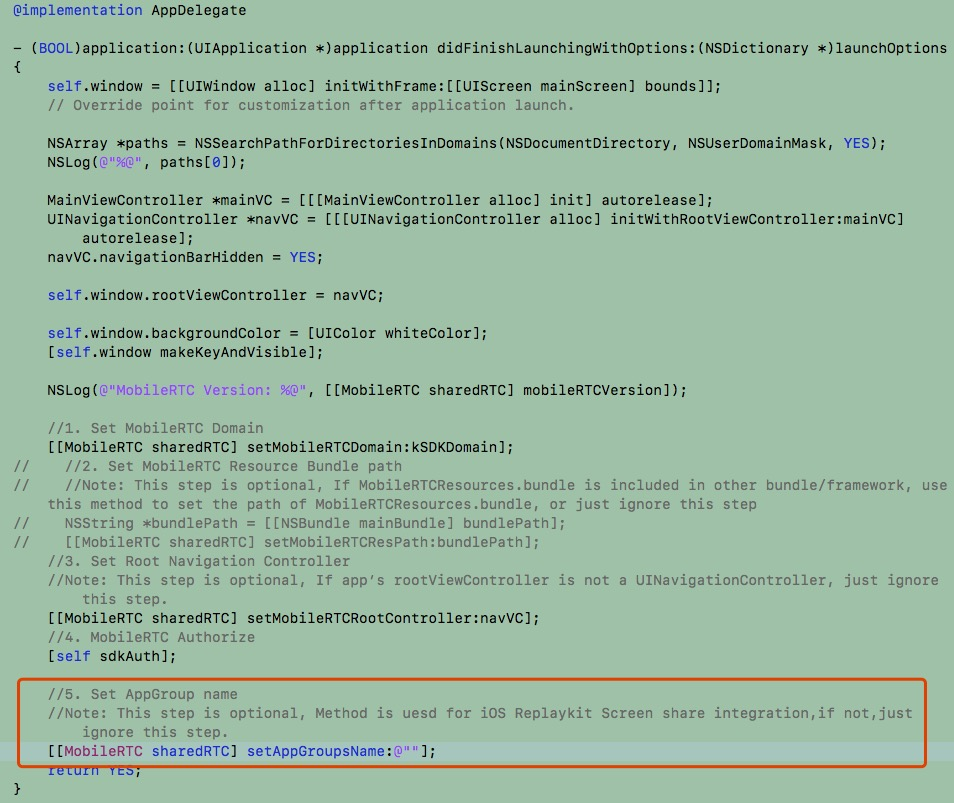 @implementation AppDelegate
- (BOOL)application:(UIApplication *)application didFinishLaunchingWithOptions:(NSDictionary *)launchOptions
{
self.window = [[UIWindow alloc] initWithFrame:[[UIScreen mainScreen] bounds]];
// Override point for customization after application launch.
NSArray *paths = NSSearchPathForDirectoriesInDomains(NSDocumentDirectory, NSUserDomainMask, YES);
NSLog(@"%@", paths[0]);
MainViewController *mainVC = [[[MainViewController alloc] init] autorelease];
UINavigationController *navVC = [[[UINavigationController alloc] initWithRootViewController:mainVC]
autorelease];
navVC.navigationBarHidden = YES;
self.window.rootViewController = navVC;
self.window.backgroundColor = [UIColor whiteColor];
[self.window makeKeyAndVisible];
NSLog(@"MobileRTC Version: %@", [[MobileRTC sharedRTC] mobileRTCVersion]);
//1. Set MobileRTC Domain
[[MobileRTC sharedRTC] setMobileRTCDomain:kSDKDomain];
// //2. Set MobileRTC Resource Bundle path
// //Note: This step is optional, If MobileRTCResources.bundle is included in other bundle/framework, use
this method to set the path of MobileRTCResources.bundle, or just ignore this step
// NSString *bundlePath = [[NSBundle mainBundle] bundlePath];
// [[MobileRTC sharedRTC] setMobileRTCResPath:bundlePath];
//3. Set Root Navigation Controller
//Note: This step is optional, If app's rootViewController is not a UINavigationController, just ignore
this step.
[[MobileRTC sharedRTC] setMobileRTCRootController:navVC];
//4. MobileRTC Authorize
[self sdkAuth];
//5. Set AppGroup name
//Note: This step is optional, Method is uesd for iOS Replaykit Screen share integration,if not,just
ignore this step.
[[MobileRTC sharedRTC] setAppGroupsName:@""];
return YES;
}